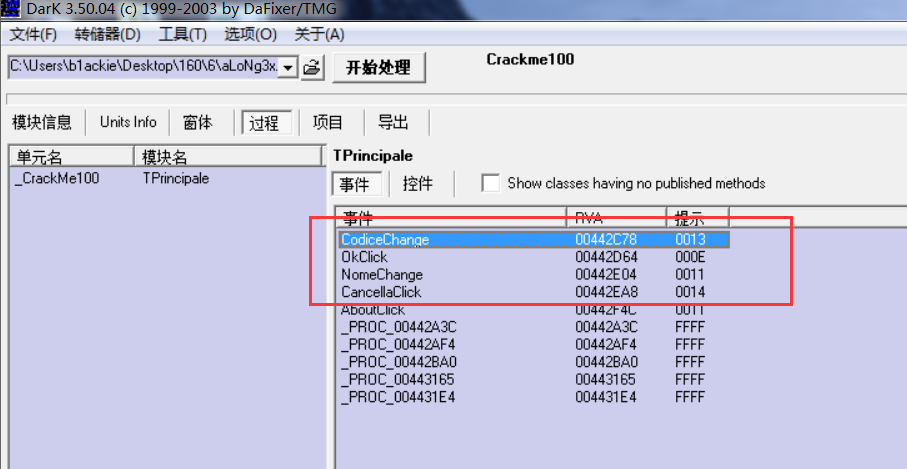 DarK 3.50.04 (c) 1999-2003 by DaFixer/TMG
文件(F) 转储器(D) 工具(T) 选项(O) 关于(A)
C:\Users\b1ackie\Desktop\160\6\aLoNg3x. 开始处理 Crackme100
模块信息 Units Info 窗体 过程 项目 导出
单元名 模块名
_CrackMe100 TPrincipale
TPrincipale
事件 控件 Show classes having no published methods
事件 RVA 提示
CodiceChange 00442C78 0013
OkClick 00442D64 000E
NomeChange 00442E04 0011
CancellaClick 00442EA8 0014
AboutClick 00442F4C 0011
_PROC_00442A3C 00442A3C FFFF
_PROC_00442AF4 00442AF4 FFFF
_PROC_00442BA0 00442BA0 FFFF
_PROC_00443165 00443165 FFFF
_PROC_004431E4 004431E4 FFFF